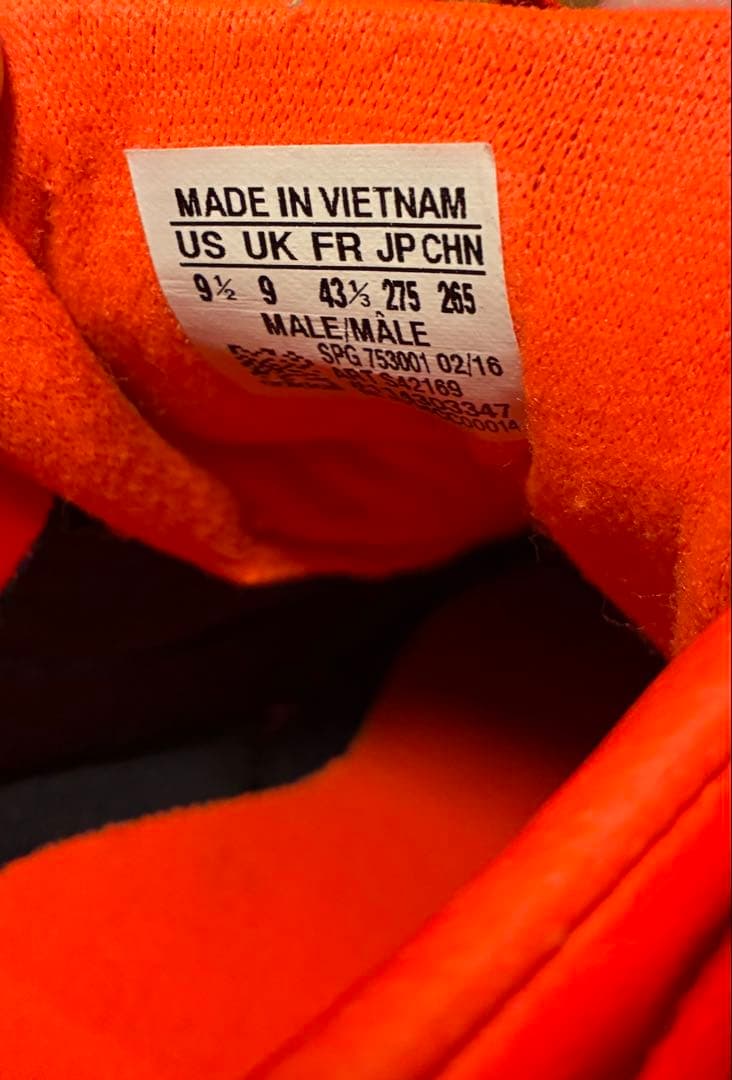 MADE IN VIETNAM
US UK FR JP CHN
9½ 9 43⅓ 275 265
MALE/MÂLE
SPG 753001 02/16
S42169